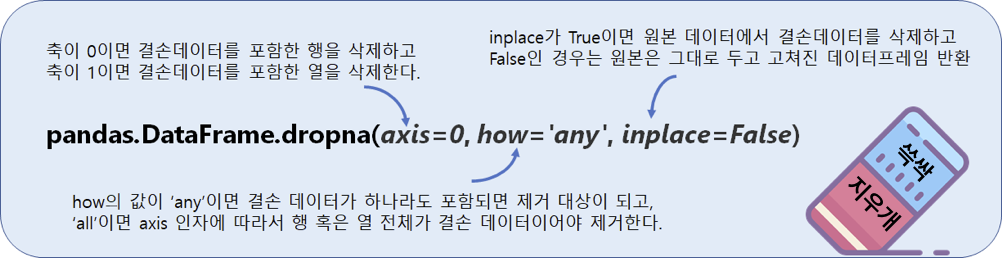 축이 0이면 결손데이터를 포함한 행을 삭제하고
축이 1이면 결손데이터를 포함한 열을 삭제한다.
inplace가 True이면 원본 데이터에서 결손데이터를 삭제하고
False인 경우는 원본은 그대로 두고 고쳐진 데이터프레임 반환
pandas.DataFrame.dropna(axis=0, how='any', inplace=False)
how의 값이 ‘any’이면 결손 데이터가 하나라도 포함되면 제거 대상이 되고,
‘all’이면 axis 인자에 따라서 행 혹은 열 전체가 결손 데이터이어야 제거한다.
쓱싹
지우개